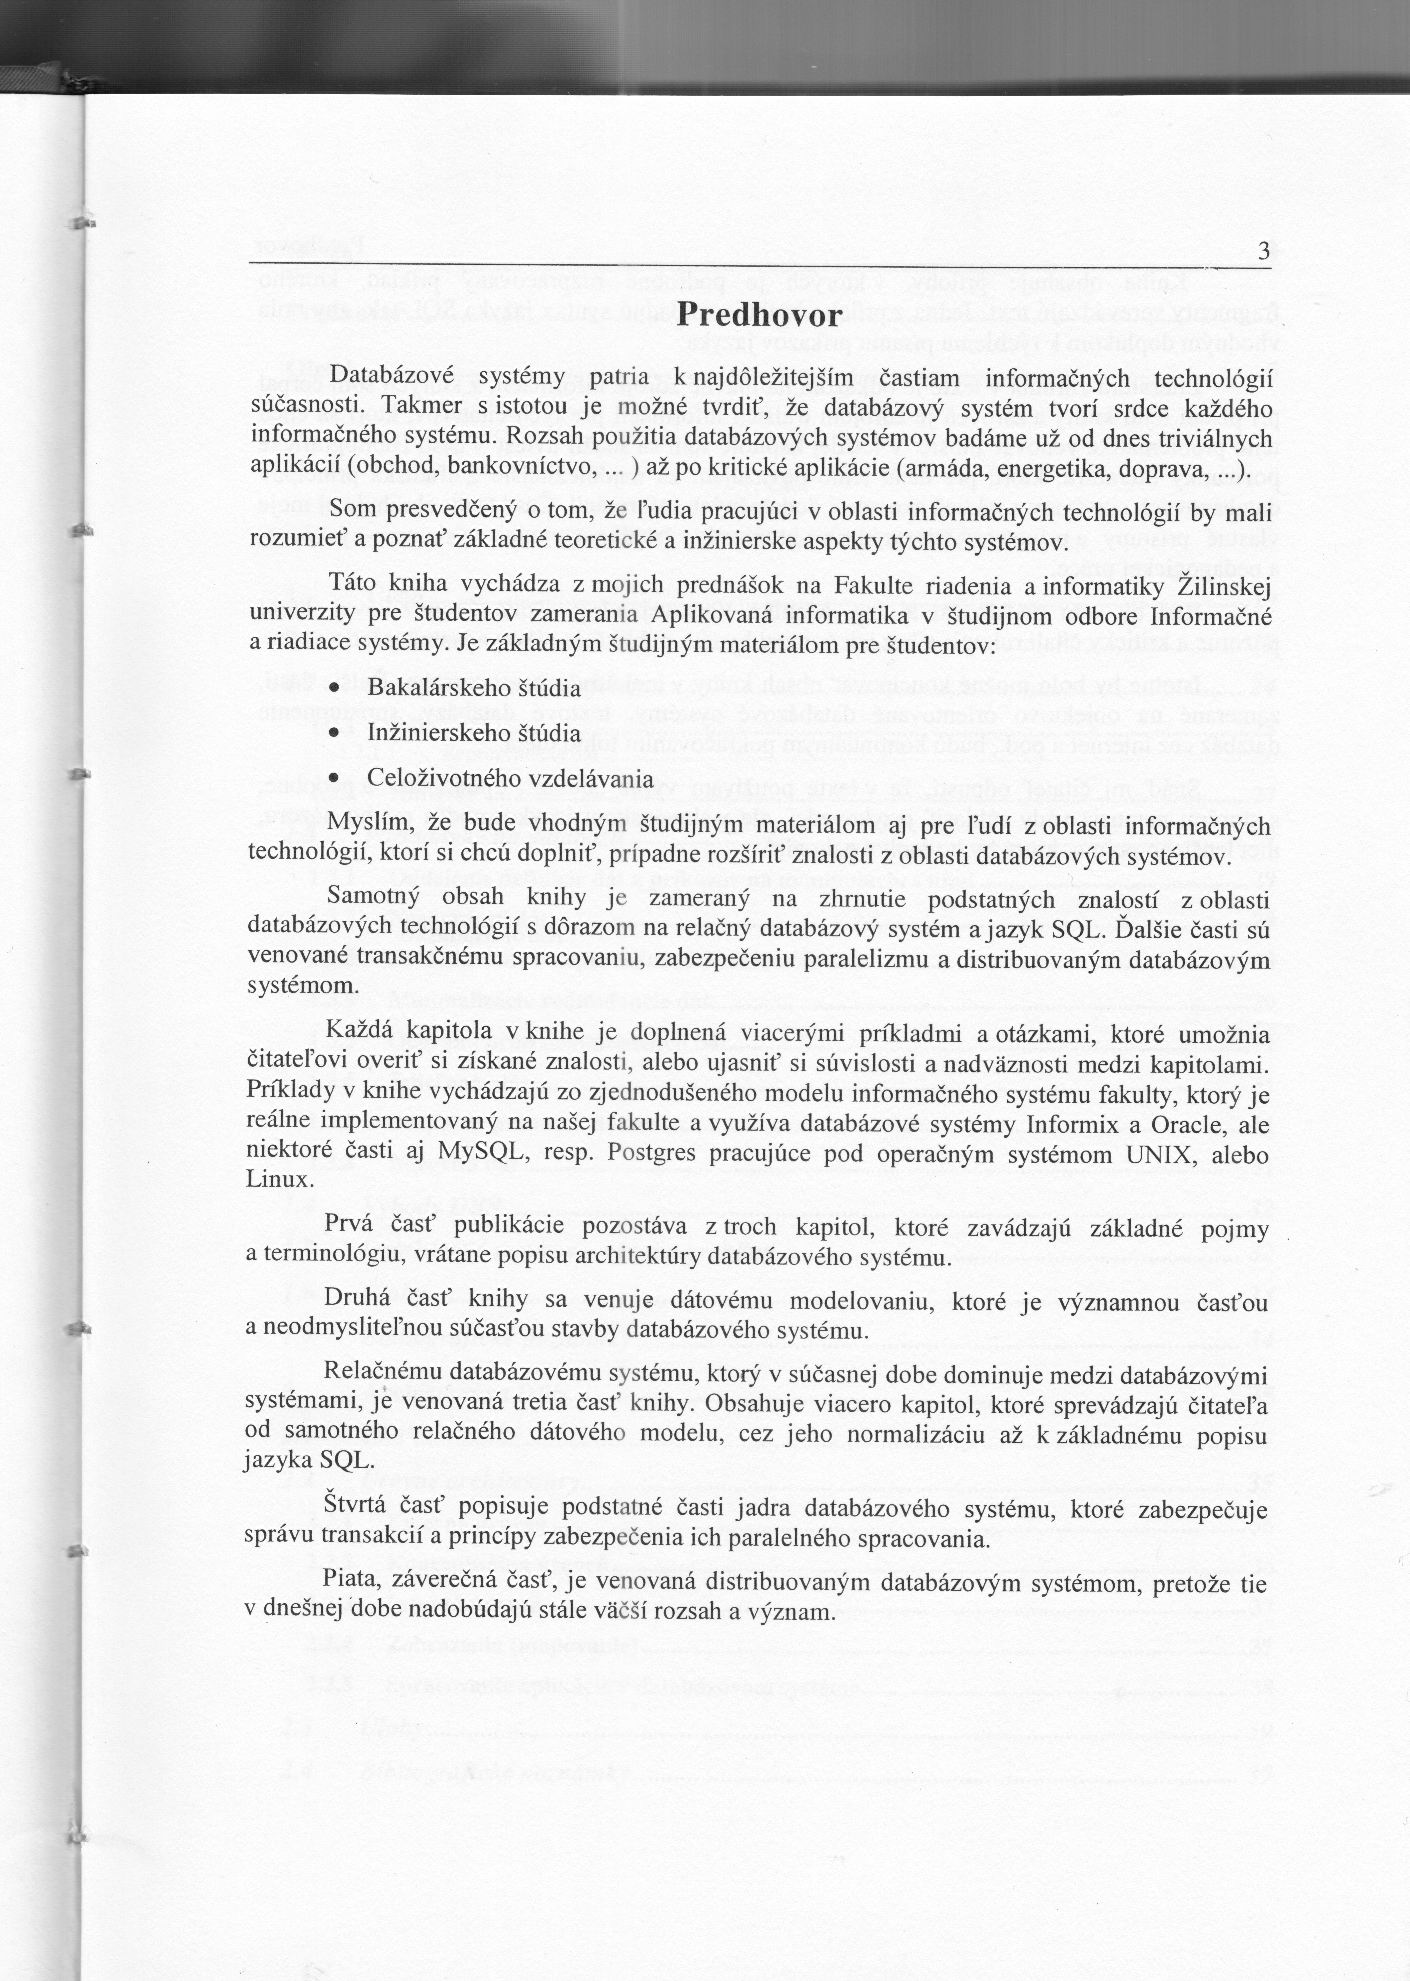 3
Predhovor
Databázové systémy patria k najdôležitejším častiam informačných technológií
súčasnosti. Takmer s istotou je možné tvrdiť, že databázový systém tvorí srdce každého
informačného systému. Rozsah použitia databázových systémov badáme už od dnes triviálnych
aplikácií (obchod, bankovníctvo, ... ) až po kritické aplikácie (armáda, energetika, doprava, ...).
Som presvedčený o tom, že ľudia pracujúci v oblasti informačných technológií by mali
rozumieť a poznať základné teoretické a inžinierske aspekty týchto systémov.
Táto kniha vychádza z mojich prednášok na Fakulte riadenia a informatiky Žilinskej
univerzity pre študentov zamerania Aplikovaná informatika v študijnom odbore Informačné
a riadiace systémy. Je základným študijným materiálom pre študentov:
• Bakalárskeho štúdia
• Inžinierskeho štúdia
• Celoživotného vzdelávania
Myslím, že bude vhodným študijným materiálom aj pre ľudí z oblasti informačných
technológií, ktorí si chcú doplniť, prípadne rozšíriť znalosti z oblasti databázových systémov.
Samotný obsah knihy je zameraný na zhrnutie podstatných znalostí z oblasti
databázových technológií s dôrazom na relačný databázový systém a jazyk SQL. Ďalšie časti sú
venované transakčnému spracovaniu, zabezpečeniu paralelizmu a distribuovaným databázovým
systémom.
Každá kapitola v knihe je doplnená viacerými príkladmi a otázkami, ktoré umožnia
čitateľovi overiť si získané znalosti, alebo ujasniť si súvislosti a nadväznosti medzi kapitolami.
Príklady v knihe vychádzajú zo zjednodušeného modelu informačného systému fakulty, ktorý je
reálne implementovaný na našej fakulte a využíva databázové systémy Informix a Oracle, ale
niektoré časti aj MySQL, resp. Postgres pracujúce pod operačným systémom UNIX, alebo
Linux.
Prvá časť publikácie pozostáva z troch kapitol, ktoré zavádzajú základné pojmy
a terminológiu, vrátane popisu architektúry databázového systému.
Druhá časť knihy sa venuje dátovému modelovaniu, ktoré je významnou časťou
a neodmysliteľnou súčasťou stavby databázového systému.
Relačnému databázovému systému, ktorý v súčasnej dobe dominuje medzi databázovými
systémami, je venovaná tretia časť knihy. Obsahuje viacero kapitol, ktoré sprevádzajú čitateľa
od samotného relačného dátového modelu, cez jeho normalizáciu až k základnému popisu
jazyka SQL.
Štvrtá časť popisuje podstatné časti jadra databázového systému, ktoré zabezpečuje
správu transakcií a princípy zabezpečenia ich paralelného spracovania.
Piata, záverečná časť, je venovaná distribuovaným databázovým systémom, pretože tie
v dnešnej dobe nadobúdajú stále väčší rozsah a význam.